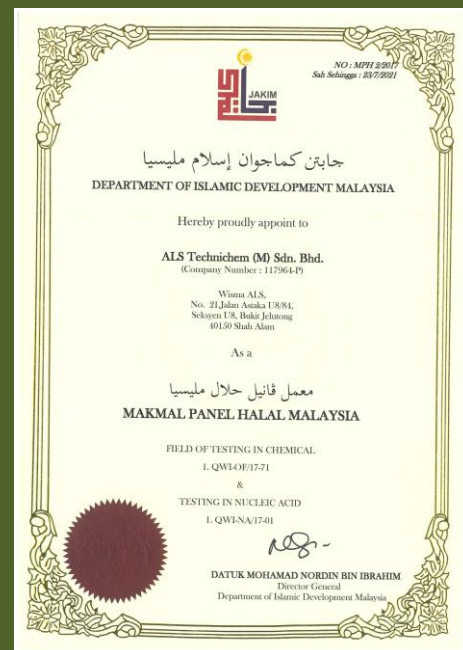 NO : MPH 2/2017
Sah Sehingga : 23/7/2021
JAKIM
جابتن كماجوان إسلام مليسيا
DEPARTMENT OF ISLAMIC DEVELOPMENT MALAYSIA
Hereby proudly appoint to
ALS Technichem (M) Sdn. Bhd.
(Company Number : 117964-P)
Wisma ALS,
No. 21,Jalan Astaka U8/84,
Seksyen U8, Bukit Jelutong
40150 Shah Alam
As a
معمل ڤانيل حلال مليسيا
MAKMAL PANEL HALAL MALAYSIA
FIELD OF TESTING IN CHEMICAL
1. QWI-OF/17-71
&
TESTING IN NUCLEIC ACID
1. QWI-NA/17-01
DATUK MOHAMAD NORDIN BIN IBRAHIM
Director General
Department of Islamic Development Malaysia